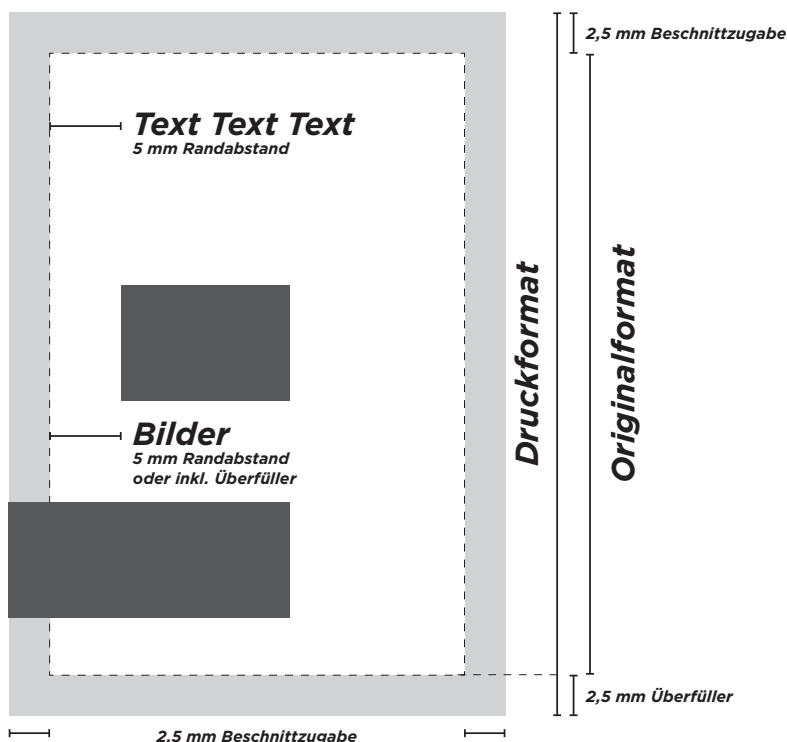 2,5 mm Beschnittzugabe
Text Text Text
5 mm Randabstand
Druckformat
Originalformat
Bilder
5 mm Randabstand
oder inkl. Überfüller
2,5 mm Überfüller
2,5 mm Beschnittzugabe